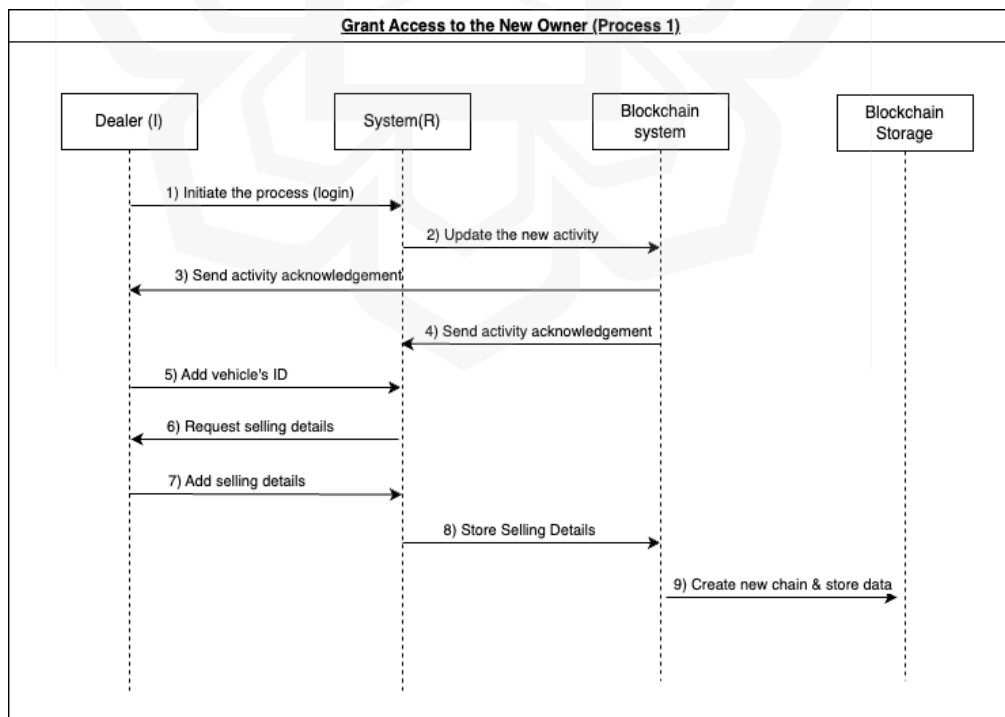 Grant Access to the New Owner (Process 1)
Dealer (I)
System(R)
Blockchain
system
Blockchain
Storage
1) Initiate the process (login)
2) Update the new activity
3) Send activity acknowledgement
4) Send activity acknowledgement
5) Add vehicle's ID
6) Request selling details
7) Add selling details
8) Store Selling Details
9) Create new chain & store data